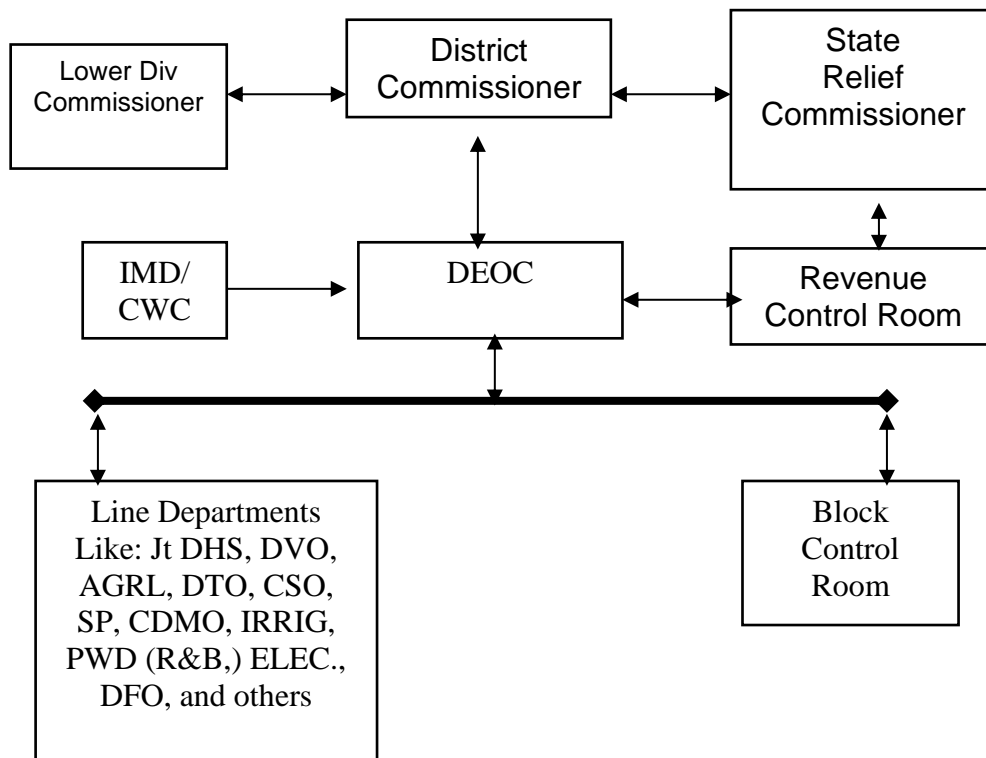 Lower Div
Commissioner
District
Commissioner
State
Relief
Commissioner
IMD/
CWC
DEOC
Revenue
Control Room
Line Departments
Like: Jt DHS, DVO,
AGRL, DTO, CSO,
SP, CDMO, IRRIG,
PWD (R&B,) ELEC.,
DFO, and others
Block
Control
Room